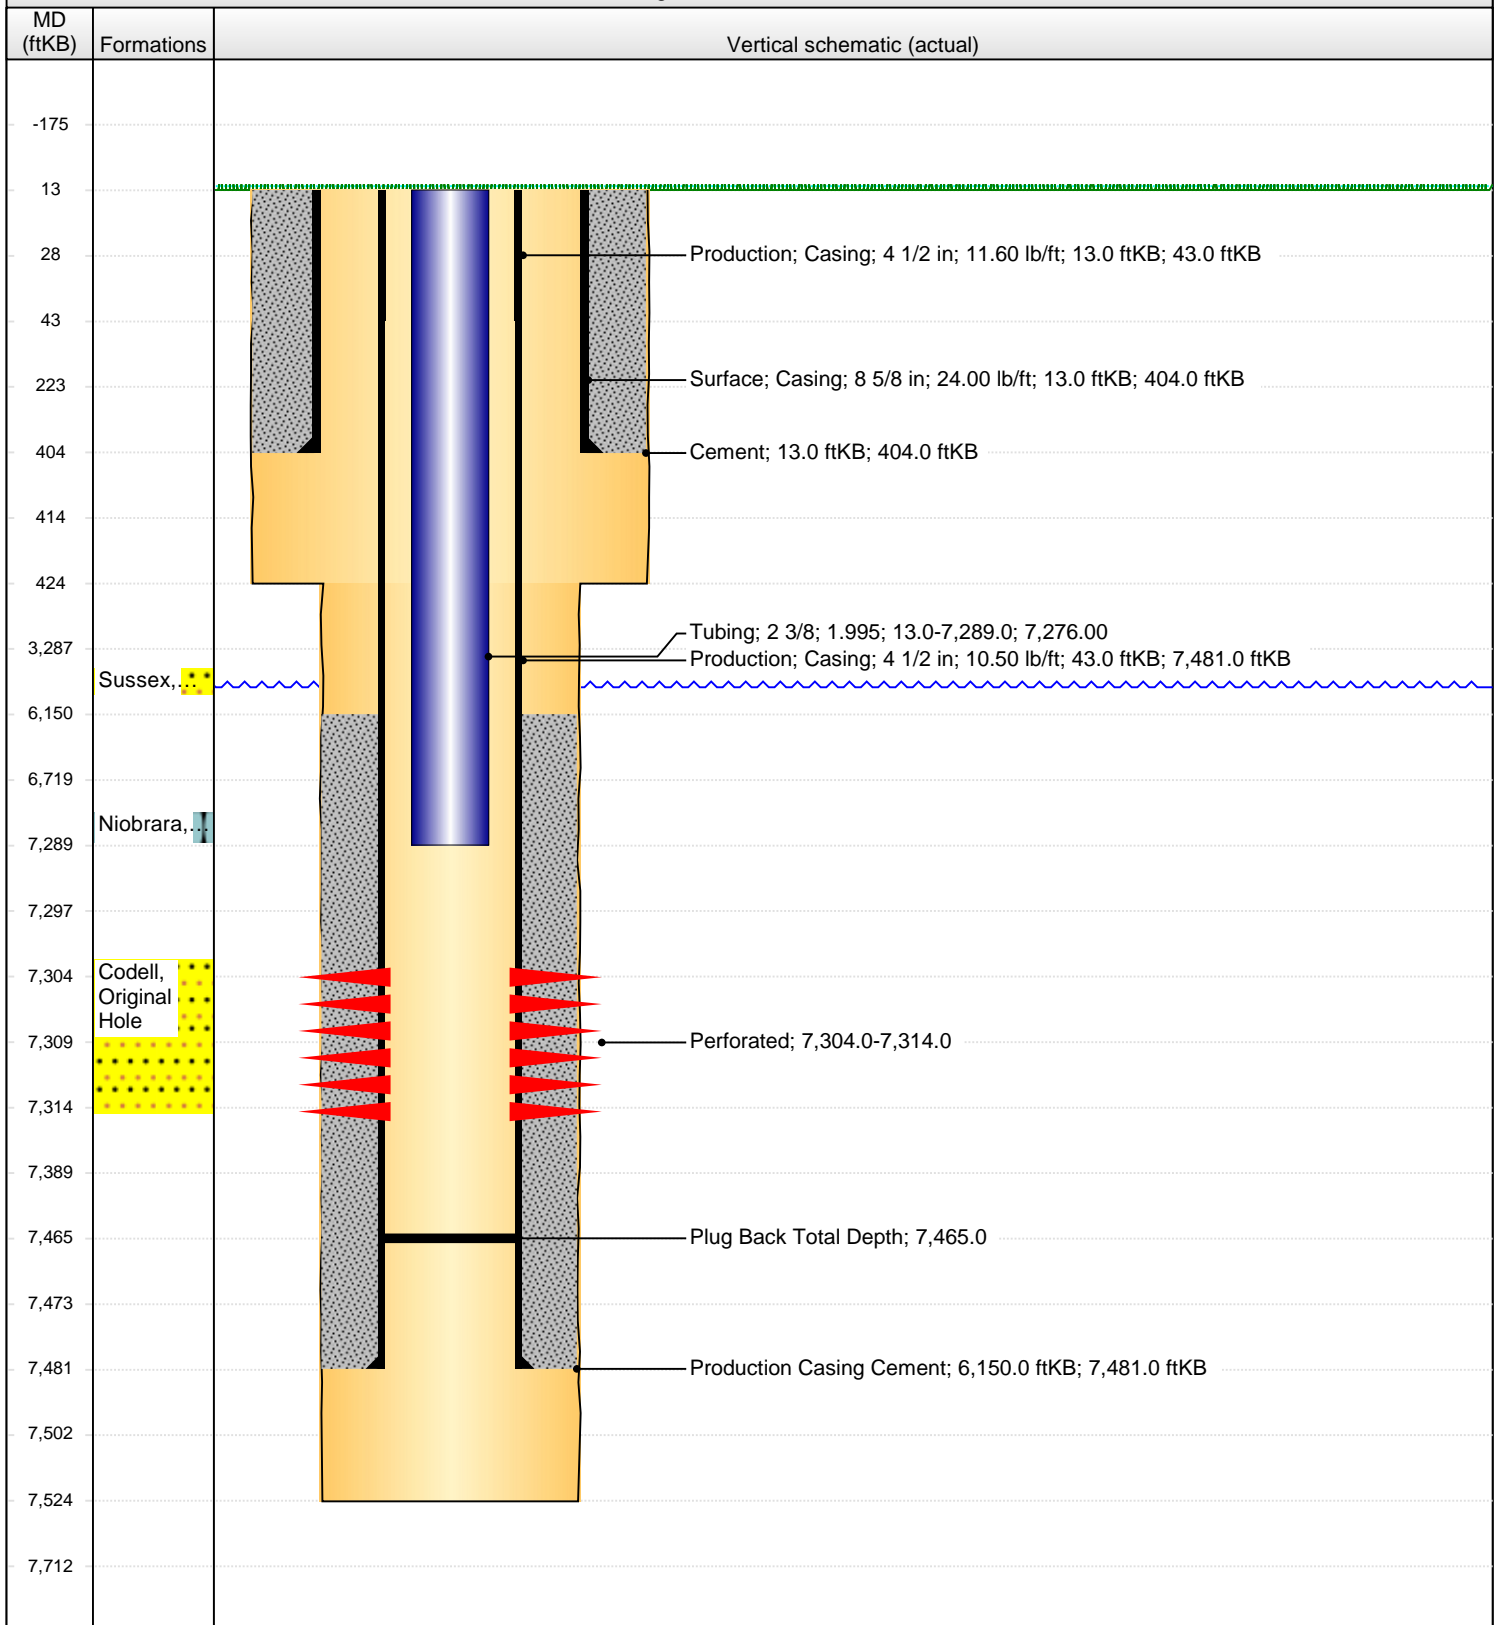 MD
(ftKB)
Formations
Vertical schematic (actual)
-175
13
28
Production; Casing; 4 1/2 in; 11.60 lb/ft; 13.0 ftKB; 43.0 ftKB
43
223
Surface; Casing; 8 5/8 in; 24.00 lb/ft; 13.0 ftKB; 404.0 ftKB
404
Cement; 13.0 ftKB; 404.0 ftKB
414
424
Tubing; 2 3/8; 1.995; 13.0-7,289.0; 7,276.00
3,287
Production; Casing; 4 1/2 in; 10.50 lb/ft; 43.0 ftKB; 7,481.0 ftKB
Sussex,...
6,150
6,719
Niobrara,...
7,289
7,297
7,304
Codell,
Original
Hole
7,309
Perforated; 7,304.0-7,314.0
7,314
7,389
7,465
Plug Back Total Depth; 7,465.0
7,473
7,481
Production Casing Cement; 6,150.0 ftKB; 7,481.0 ftKB
7,502
7,524
7,712